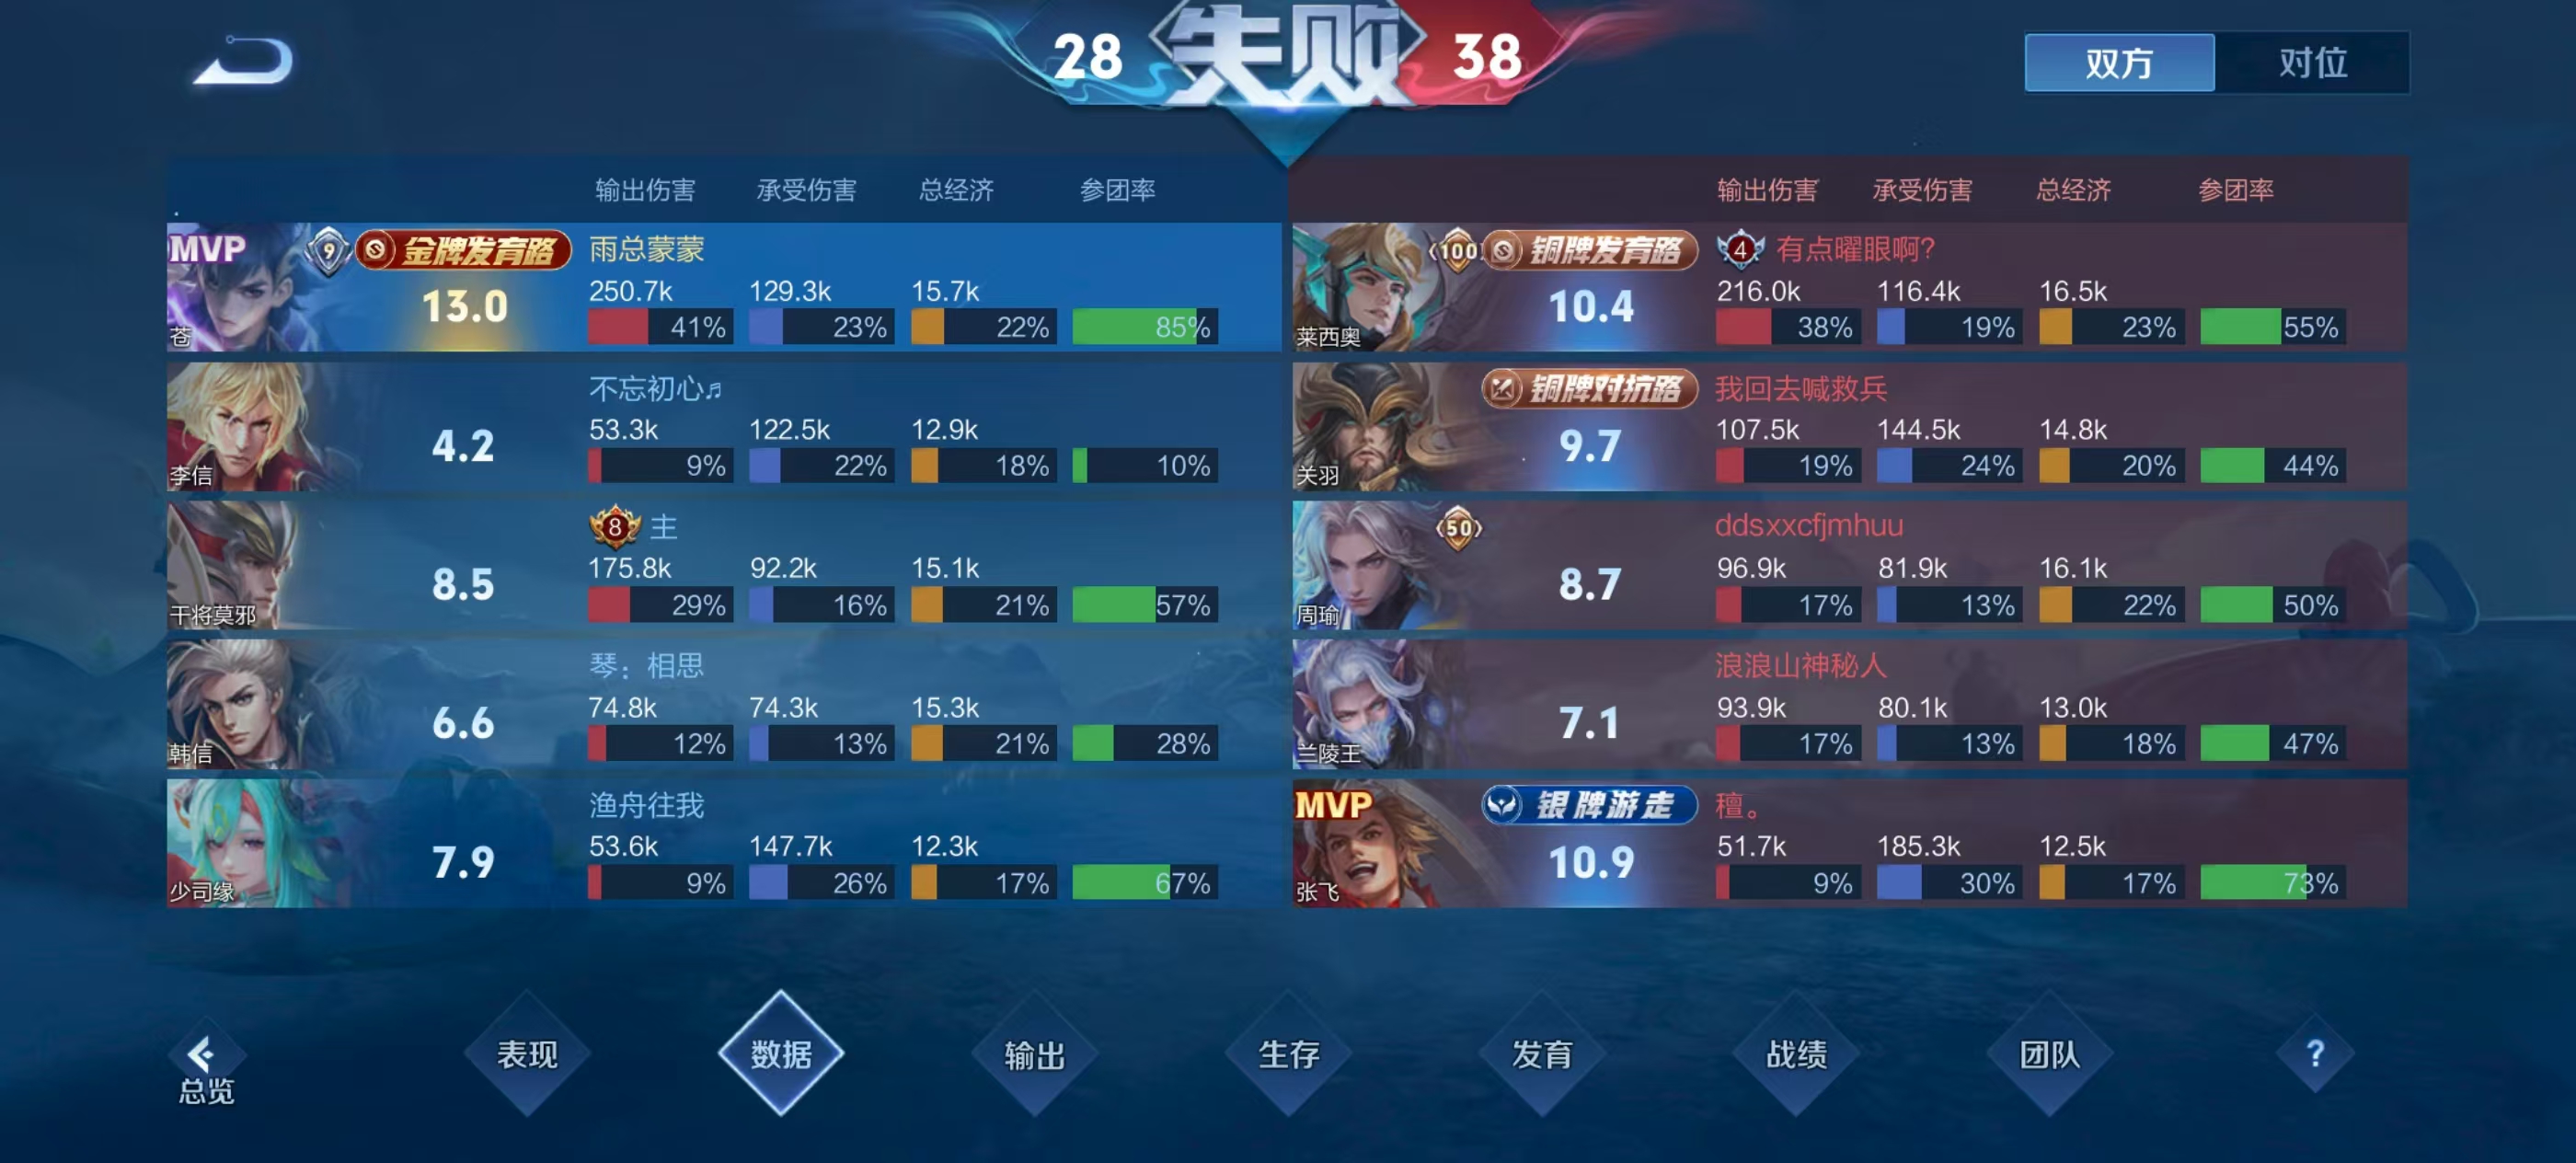 28 失败 38
双方 对位
输出伤害 承受伤害 总经济 参团率
输出伤害 承受伤害 总经济 参团率
MVP 9 金牌发育路 雨总蒙蒙
13.0 250.7k 129.3k 15.7k
苍 41% 23% 22% 85%
不忘初心♬
4.2 53.3k 122.5k 12.9k
李信 9% 22% 18% 10%
8 主
8.5 175.8k 92.2k 15.1k
干将莫邪 29% 16% 21% 57%
琴：相思
6.6 74.8k 74.3k 15.3k
韩信 12% 13% 21% 28%
渔舟往我
7.9 53.6k 147.7k 12.3k
少司缘 9% 26% 17% 67%
100 铜牌发育路 4 有点曜眼啊?
10.4 216.0k 116.4k 16.5k
莱西奥 38% 19% 23% 55%
铜牌对抗路 我回去喊救兵
9.7 107.5k 144.5k 14.8k
关羽 19% 24% 20% 44%
50 ddsxxcfjmhuu
8.7 96.9k 81.9k 16.1k
周瑜 17% 13% 22% 50%
浪浪山神秘人
7.1 93.9k 80.1k 13.0k
兰陵王 17% 13% 18% 47%
MVP 银牌游走 檀。
10.9 51.7k 185.3k 12.5k
张飞 9% 30% 17% 73%
总览 表现 数据 输出 生存 发育 战绩 团队 ?